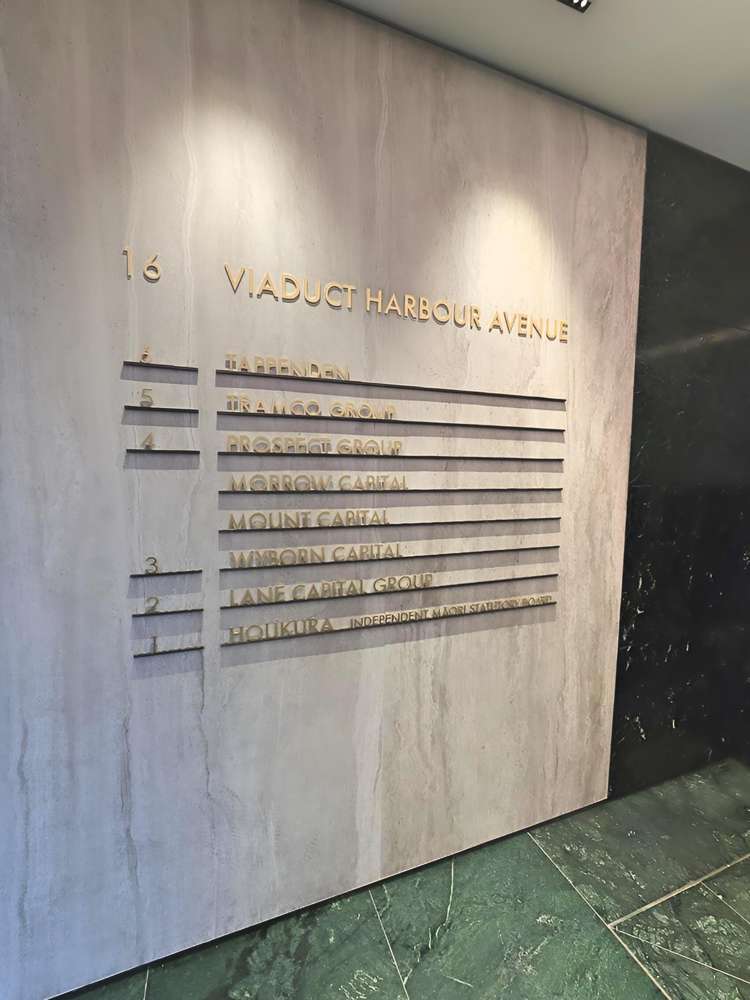 16 VIADUCT HARBOUR AVENUE
6 TAPPENDEN
5 TRAMCO GROUP
4 PROSPECT GROUP
MORROW CAPITAL
MOUNT CAPITAL
3 WYBORN CAPITAL
2 LANE CAPITAL GROUP
1 HOUKURA INDEPENDENT MĀORI STATUTORY BOARD